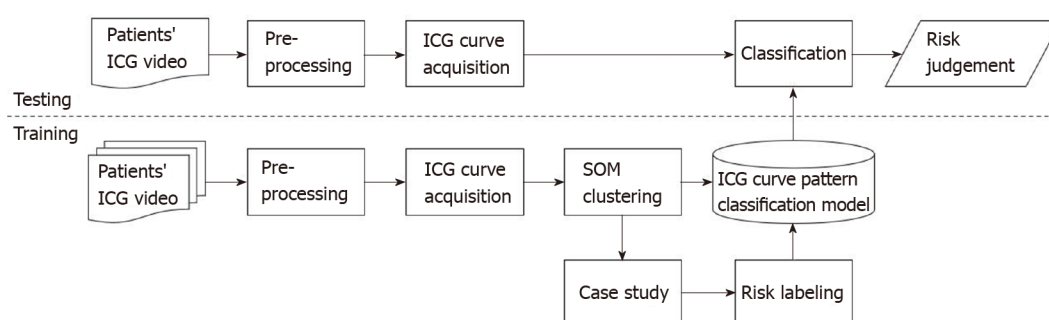 Patients'
ICG video
Pre-
processing
ICG curve
acquisition
Classification
Risk
judgement
Testing
Training
Patients'
ICG video
Pre-
processing
ICG curve
acquisition
SOM
clustering
ICG curve pattern
classification model
Case study
Risk labeling